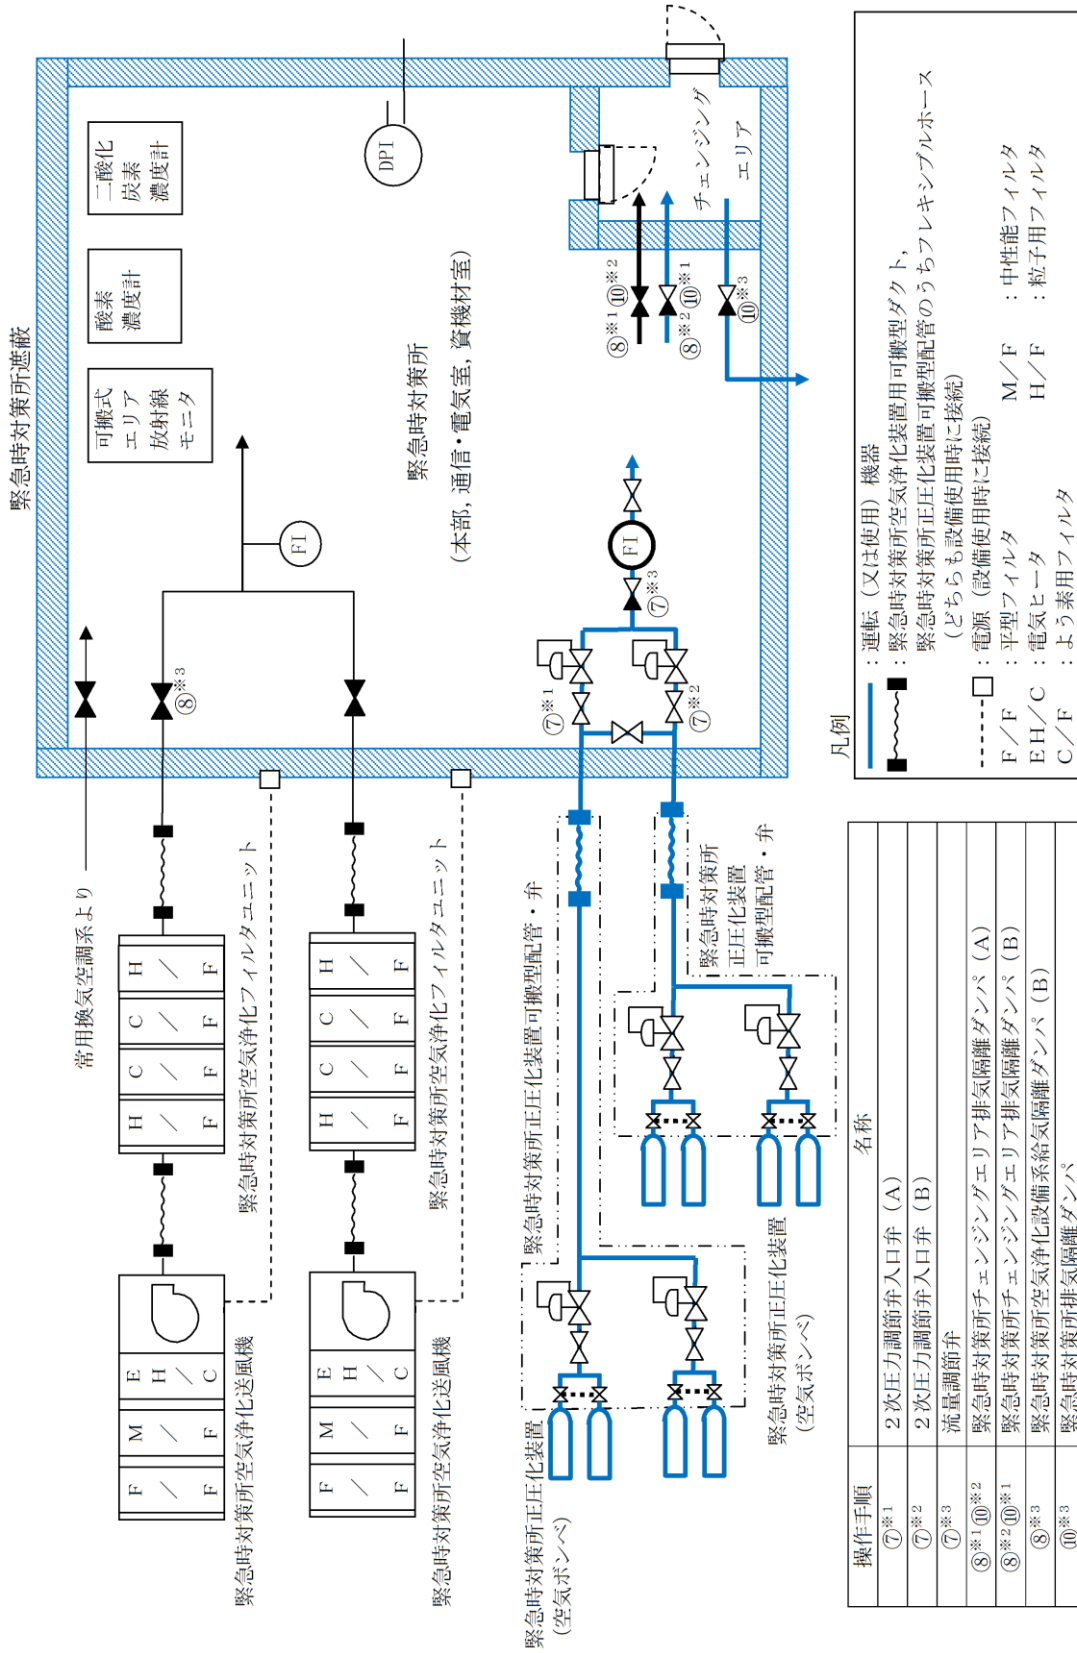 緊急時対策所遮蔽
二酸化
炭素
濃度計
酸素
濃度計
可搬式
エリア
放射線
モニタ
DPI
チェンジング
エリア
緊急時対策所
(本部, 通信・電気室, 資機材室)
⑧※1⑩※2
⑧※2⑩※1
⑩※3
FI
⑧※3
FI
⑦※3
⑦※1
⑦※2
常用換気空調系より
H/F
C/F
C/F
H/F
緊急時対策所空気浄化フィルタユニット
H/F
C/F
C/F
H/F
緊急時対策所空気浄化フィルタユニット
F/F
M/F
EH/C
緊急時対策所空気浄化送風機
F/F
M/F
EH/C
緊急時対策所空気浄化送風機
緊急時対策所正圧化装置可搬型配管・弁
緊急時対策所
正圧化装置
可搬型配管・弁
緊急時対策所正圧化装置
(空気ボンベ)
緊急時対策所正圧化装置
(空気ボンベ)
凡例
：運転（又は使用）機器
：緊急時対策所空気浄化装置用可搬型ダクト,
緊急時対策所正圧化装置可搬型配管のうちフレキシブルホース
（どちらも設備使用時に接続）
：電源（設備使用時に接続）
F/F ：平型フィルタ M/F ：中性能フィルタ
EH/C ：電気ヒータ H/F ：粒子用フィルタ
C/F ：よう素用フィルタ
操作手順 名称
⑦※1 2次圧力調節弁入口弁（A）
⑦※2 2次圧力調節弁入口弁（B）
⑦※3 流量調節弁
⑧※1⑩※2 緊急時対策所チェンジングエリア排気隔離ダンパ（A）
⑧※2⑩※1 緊急時対策所チェンジングエリア排気隔離ダンパ（B）
⑧※3 緊急時対策所空気浄化設備系給気隔離ダンパ（B）
⑩※3 緊急時対策所排気隔離ダンパ